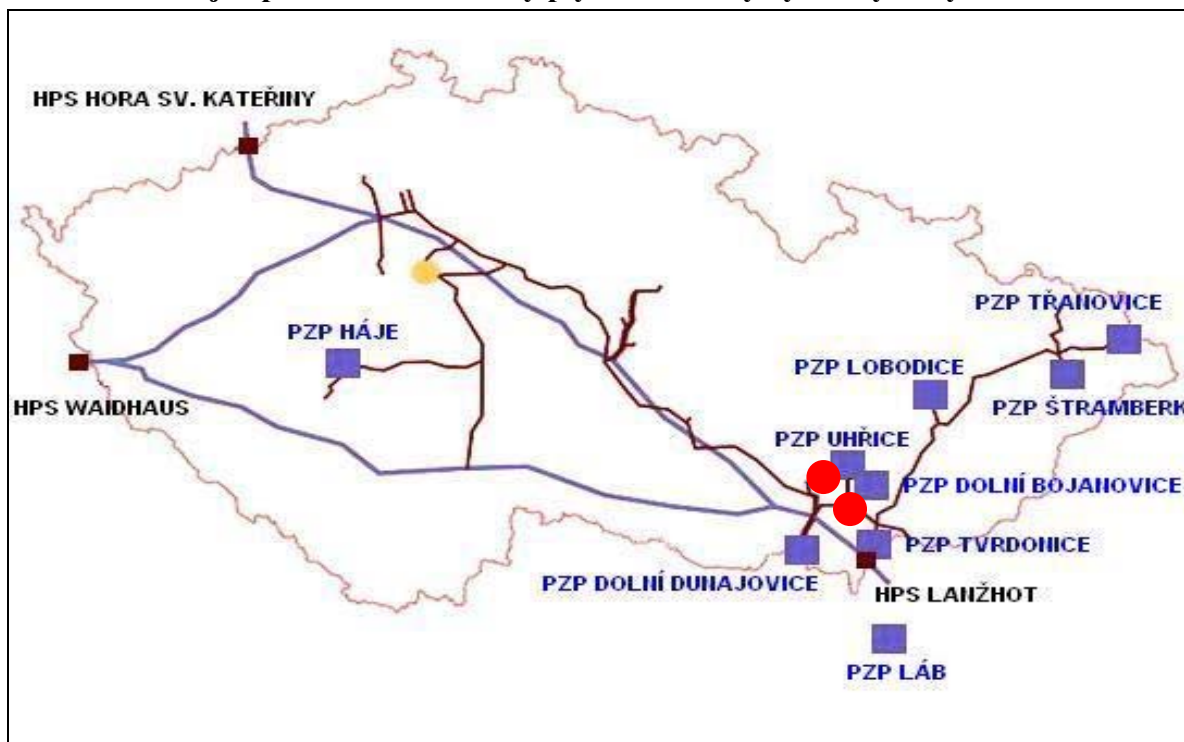 HPS HORA SV. KATEŘINY
PZP TŘANOVICE
PZP HÁJE
PZP LOBODICE
HPS WAIDHAUS
PZP ŠTRAMBERK
PZP UHŘICE
PZP DOLNÍ BOJANOVICE
PZP TVRDONICE
PZP DOLNÍ DUNAJOVICE
HPS LANŽHOT
PZP LÁB